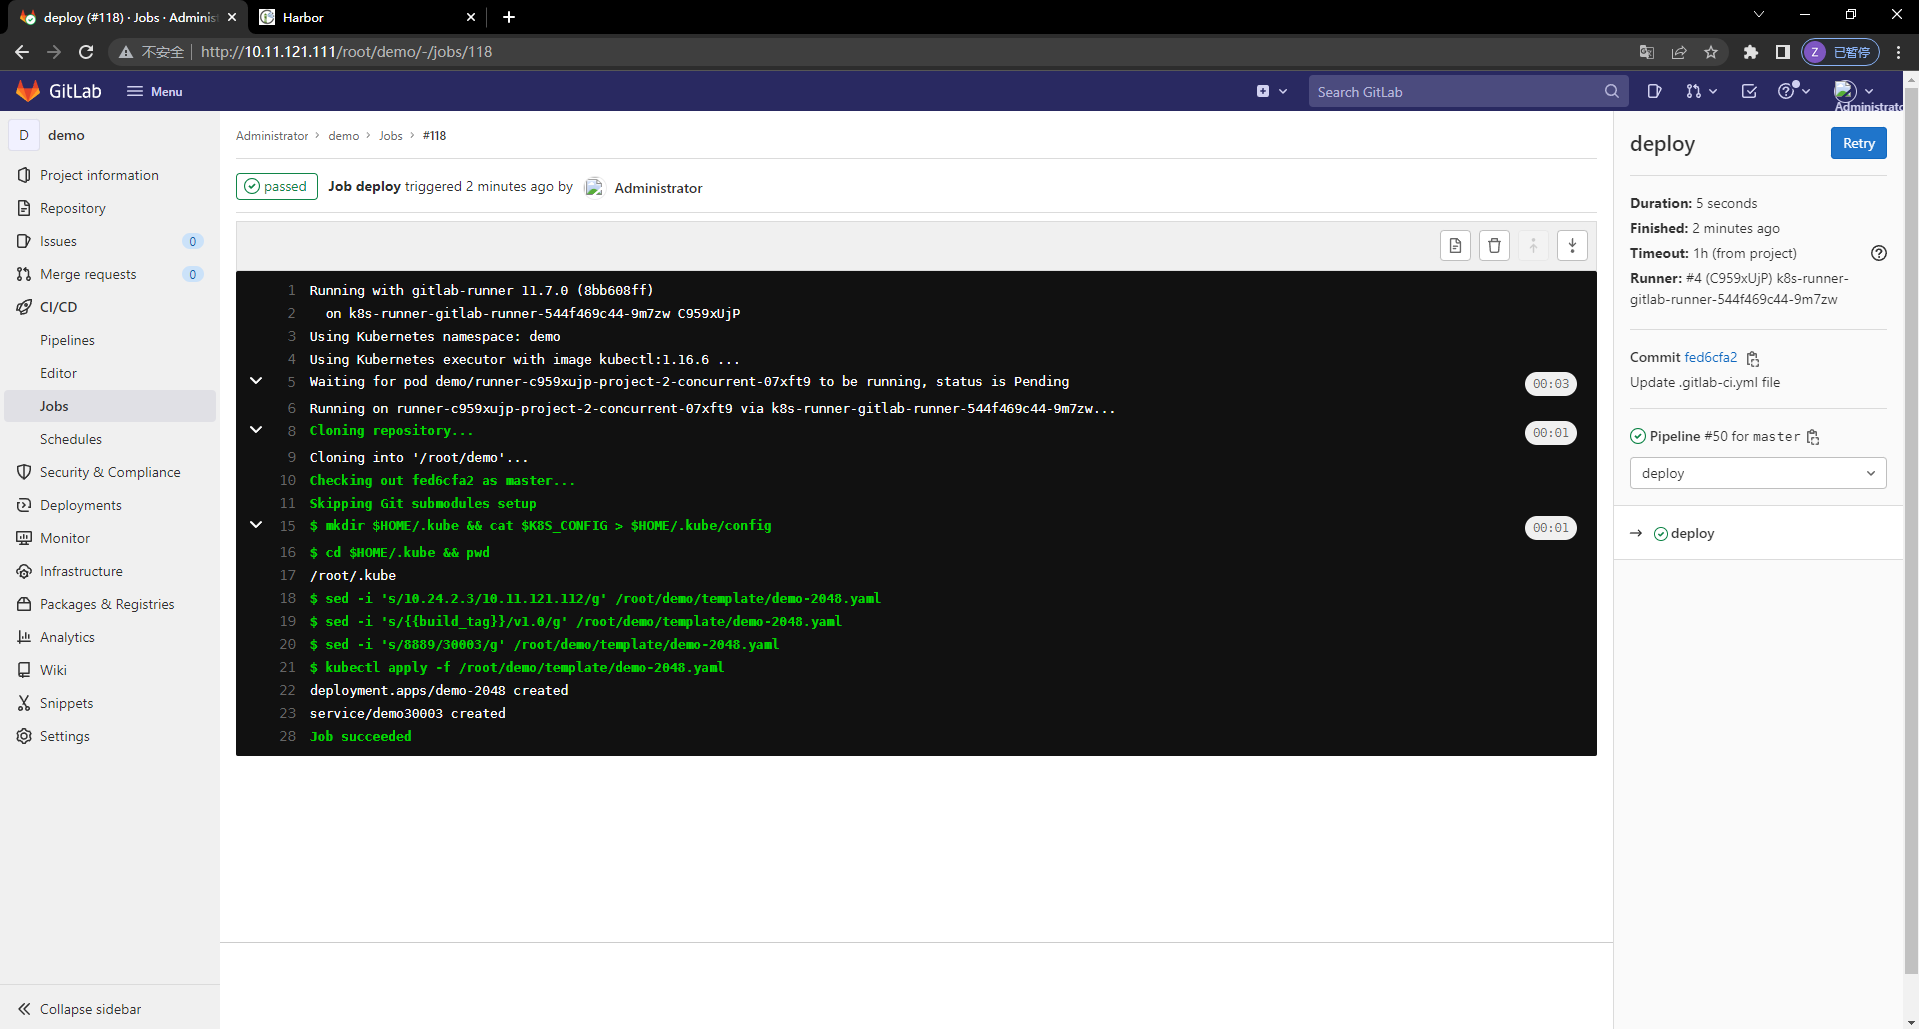 deploy (#118) · Jobs · Adminis
Harbor
不安全 http://10.11.121.111/root/demo/-/jobs/118
Z 已暂停
GitLab
Menu
Search GitLab
Administrato
D demo
Project information
Repository
Issues 0
Merge requests 0
CI/CD
Pipelines
Editor
Jobs
Schedules
Security & Compliance
Deployments
Monitor
Infrastructure
Packages & Registries
Analytics
Wiki
Snippets
Settings
Collapse sidebar
Administrator › demo › Jobs › #118
passed Job deploy triggered 2 minutes ago by Administrator
1 Running with gitlab-runner 11.7.0 (8bb608ff)
2 on k8s-runner-gitlab-runner-544f469c44-9m7zw C959xUjP
3 Using Kubernetes namespace: demo
4 Using Kubernetes executor with image kubectl:1.16.6 ...
5 Waiting for pod demo/runner-c959xujp-project-2-concurrent-07xft9 to be running, status is Pending 00:03
6 Running on runner-c959xujp-project-2-concurrent-07xft9 via k8s-runner-gitlab-runner-544f469c44-9m7zw...
8 Cloning repository... 00:01
9 Cloning into '/root/demo'...
10 Checking out fed6cfa2 as master...
11 Skipping Git submodules setup
15 $ mkdir $HOME/.kube && cat $K8S_CONFIG > $HOME/.kube/config 00:01
16 $ cd $HOME/.kube && pwd
17 /root/.kube
18 $ sed -i 's/10.24.2.3/10.11.121.112/g' /root/demo/template/demo-2048.yaml
19 $ sed -i 's/{{build_tag}}/v1.0/g' /root/demo/template/demo-2048.yaml
20 $ sed -i 's/8889/30003/g' /root/demo/template/demo-2048.yaml
21 $ kubectl apply -f /root/demo/template/demo-2048.yaml
22 deployment.apps/demo-2048 created
23 service/demo30003 created
28 Job succeeded
deploy
Retry
Duration: 5 seconds
Finished: 2 minutes ago
Timeout: 1h (from project)
Runner: #4 (C959xUjP) k8s-runner-
gitlab-runner-544f469c44-9m7zw
Commit fed6cfa2
Update .gitlab-ci.yml file
Pipeline #50 for master
deploy
→ deploy